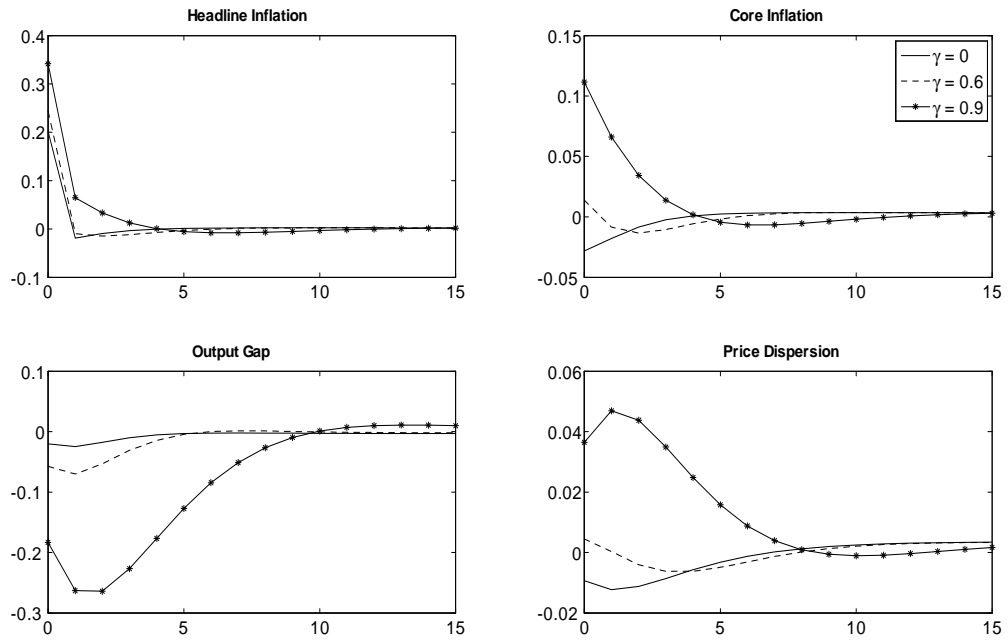 Headline Inflation
0.4
0.3
0.2
0.1
0
-0.1
0 5 10 15
Core Inflation
0.15
0.1
0.05
0
-0.05
0 5 10 15
γ = 0
γ = 0.6
γ = 0.9
Output Gap
0.1
0
-0.1
-0.2
-0.3
0 5 10 15
Price Dispersion
0.06
0.04
0.02
0
-0.02
0 5 10 15